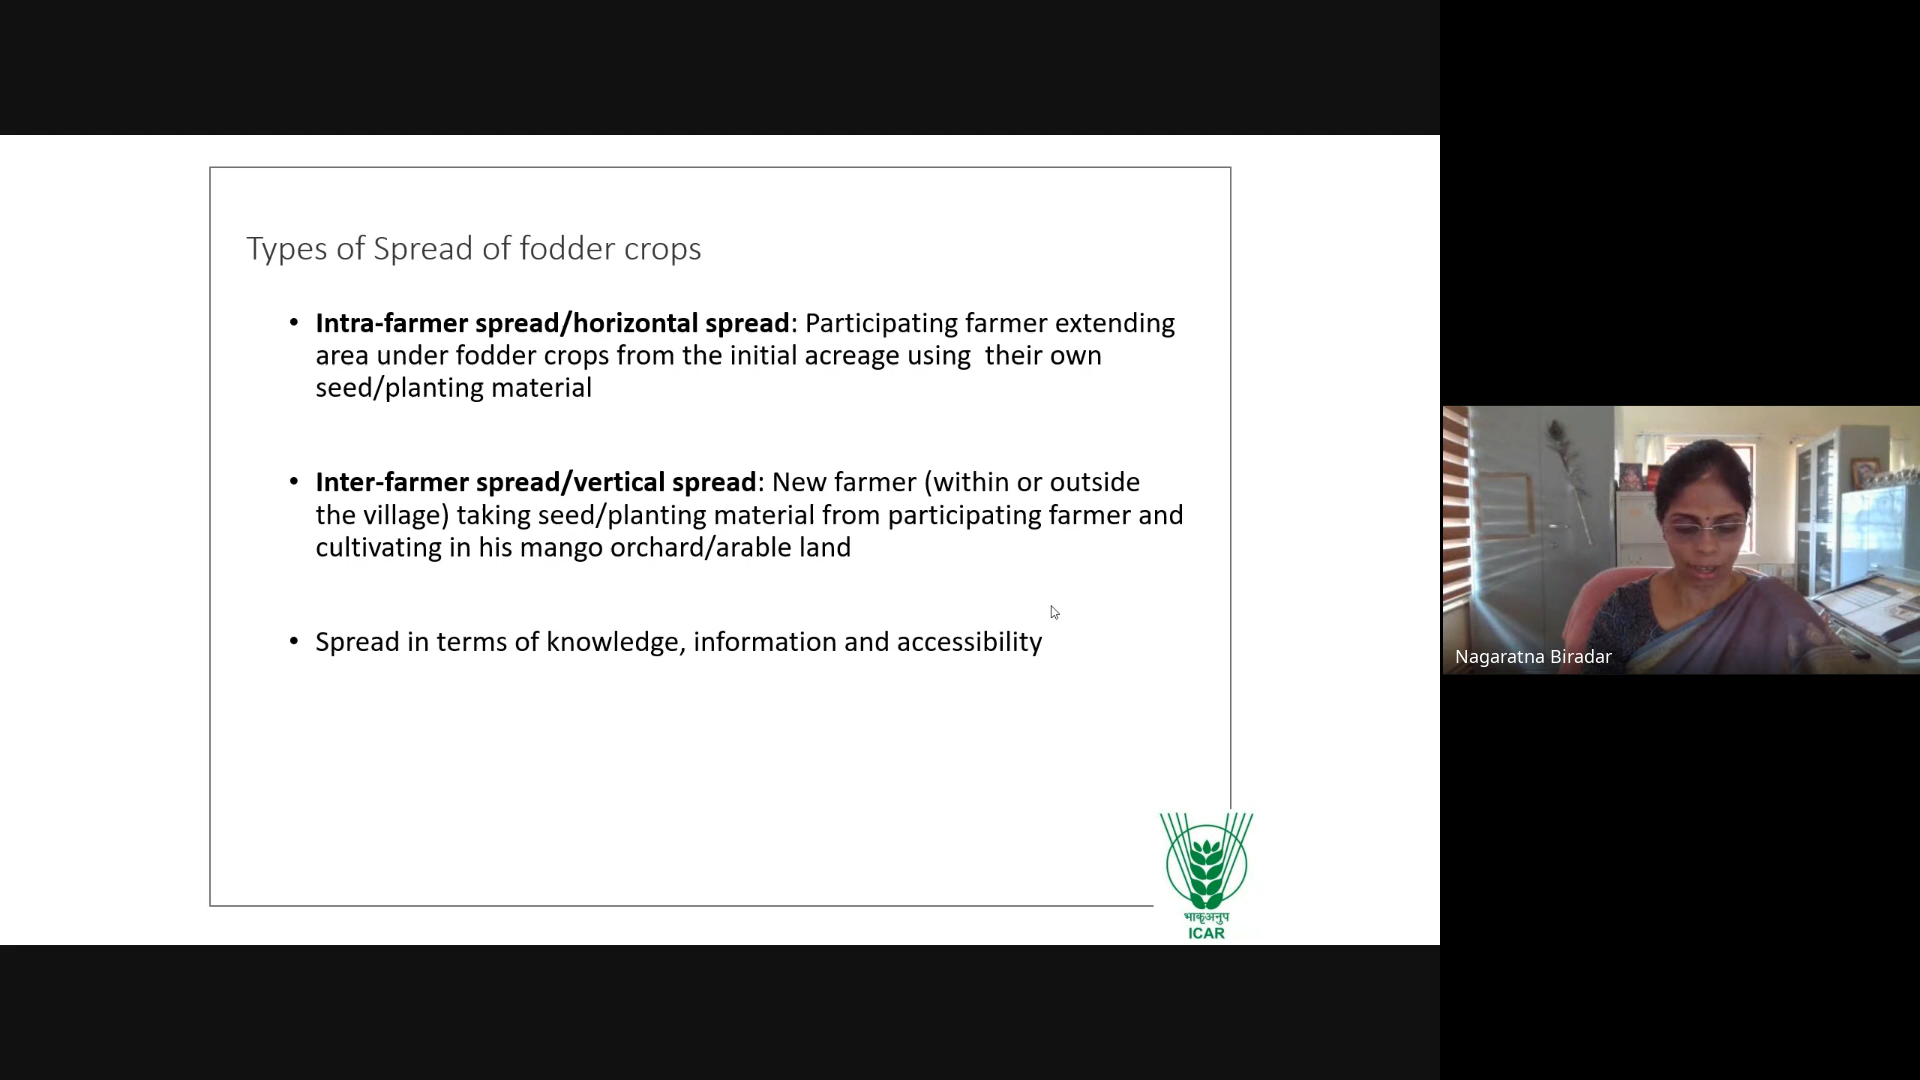 Types of Spread of fodder crops
• Intra-farmer spread/horizontal spread: Participating farmer extending
area under fodder crops from the initial acreage using  their own
seed/planting material
• Inter-farmer spread/vertical spread: New farmer (within or outside
the village) taking seed/planting material from participating farmer and
cultivating in his mango orchard/arable land
• Spread in terms of knowledge, information and accessibility
भाकृअनुप
ICAR
Nagaratna Biradar